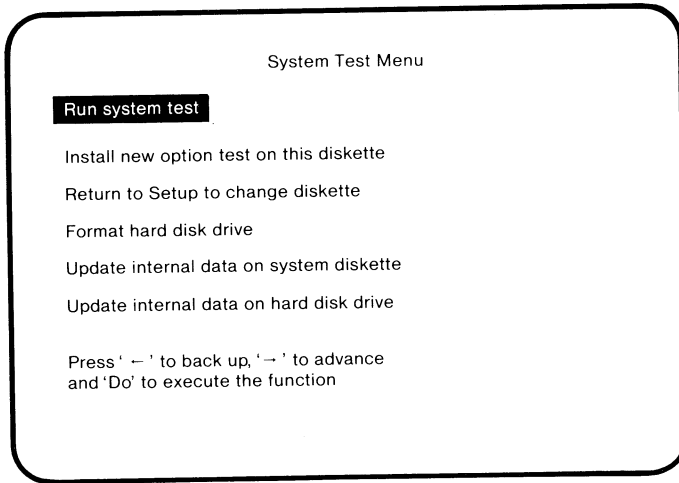 System Test Menu
Run system test
Install new option test on this diskette
Return to Setup to change diskette
Format hard disk drive
Update internal data on system diskette
Update internal data on hard disk drive
Press ‘ ← ’ to back up, ‘ → ’ to advance
and ‘Do’ to execute the function